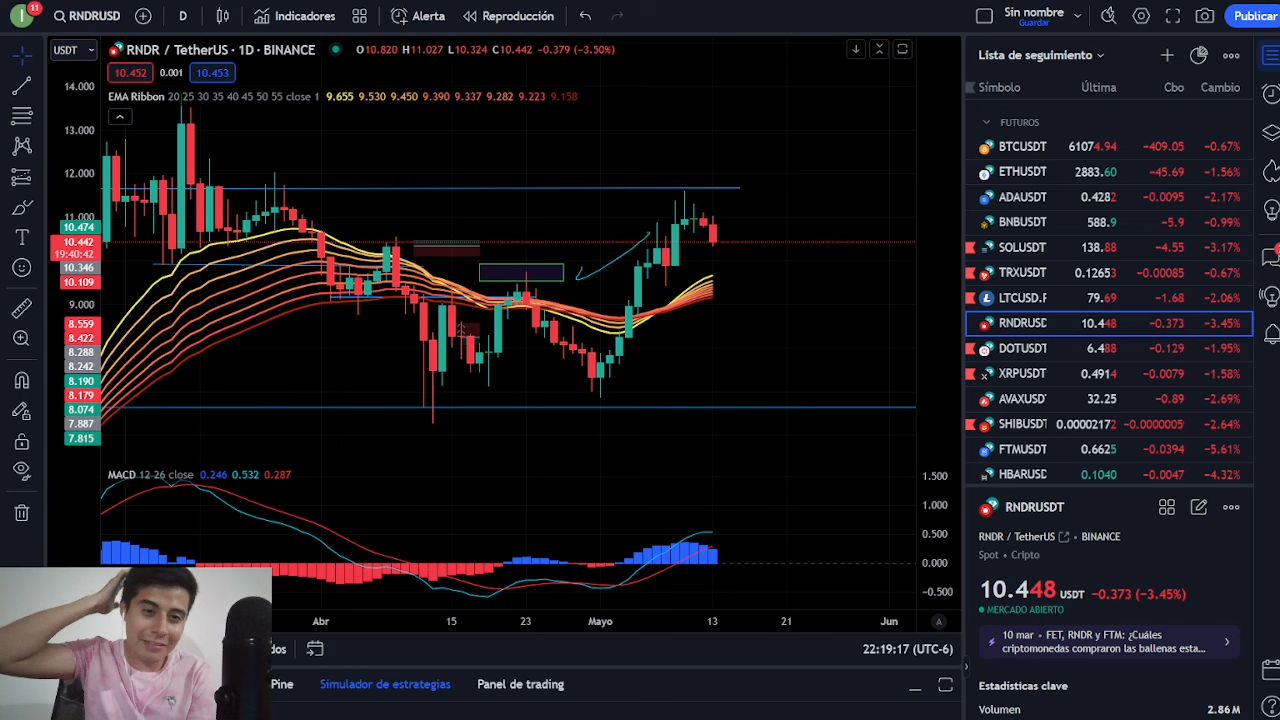 I
11
RNDRUSD
D
Indicadores
Alerta
Reproducción
Sin nombre
Guardar
Publicar
USDT
RNDR / TetherUS · 1D · BINANCE
O10.820 H11.027 L10.324 C10.442 −0.379 (−3.50%)
10.452
0.001
10.453
EMA Ribbon 20 25 30 35 40 45 50 55 close 1 9.655 9.530 9.450 9.390 9.337 9.282 9.223 9.158
14.000
13.000
12.000
11.000
10.474
10.442
19:40:42
10.346
10.109
9.000
8.559
8.422
8.288
8.242
8.190
8.179
8.074
7.887
7.815
MACD 12 26 close 0.246 0.532 0.287
1.500
1.000
0.500
0.000
−0.500
Abr
15
23
Mayo
13
21
Jun
A
dos
22:19:17 (UTC-6)
Pine
Simulador de estrategias
Panel de trading
Lista de seguimiento
Símbolo Última Cbo Cambio
FUTUROS
BTCUSDT 61074.94 −409.05 −0.67%
ETHUSDT 2883.60 −45.69 −1.56%
ADAUSDT 0.4282 −0.0095 −2.17%
BNBUSDT 588.9 −5.9 −0.99%
SOLUSDT 138.88 −4.55 −3.17%
TRXUSDT 0.12653 −0.00085 −0.67%
LTCUSD.F 79.69 −1.68 −2.06%
RNDRUSD 10.448 −0.373 −3.45%
DOTUSDT 6.488 −0.129 −1.95%
XRPUSDT 0.4914 −0.0079 −1.58%
AVAXUSD 32.25 −0.89 −2.69%
SHIBUSDT 0.00002172 −0.0000005 −2.64%
FTMUSDT 0.6625 −0.0394 −5.61%
HBARUSD 0.1040 −0.0047 −4.32%
RNDRUSDT
RNDR / TetherUS · BINANCE
Spot · Cripto
10.448 USDT −0.373 (−3.45%)
MERCADO ABIERTO
10 mar · FET, RNDR y FTM: ¿Cuáles
criptomonedas compraron las ballenas esta...
Estadísticas clave
Volumen 2.86 M